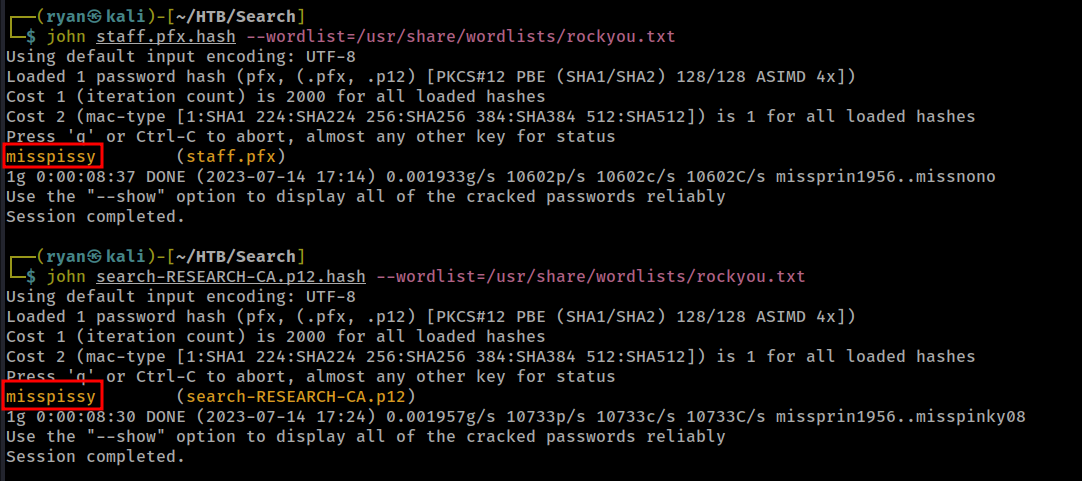 ┌──(ryan㉿kali)-[~/HTB/Search]
└─$ john staff.pfx.hash --wordlist=/usr/share/wordlists/rockyou.txt
Using default input encoding: UTF-8
Loaded 1 password hash (pfx, (.pfx, .p12) [PKCS#12 PBE (SHA1/SHA2) 128/128 ASIMD 4x])
Cost 1 (iteration count) is 2000 for all loaded hashes
Cost 2 (mac-type [1:SHA1 224:SHA224 256:SHA256 384:SHA384 512:SHA512]) is 1 for all loaded hashes
Press 'q' or Ctrl-C to abort, almost any other key for status
misspissy        (staff.pfx)
1g 0:00:08:37 DONE (2023-07-14 17:14) 0.001933g/s 10602p/s 10602c/s 10602C/s missprin1956..missnono
Use the "--show" option to display all of the cracked passwords reliably
Session completed.
┌──(ryan㉿kali)-[~/HTB/Search]
└─$ john search-RESEARCH-CA.p12.hash --wordlist=/usr/share/wordlists/rockyou.txt
Using default input encoding: UTF-8
Loaded 1 password hash (pfx, (.pfx, .p12) [PKCS#12 PBE (SHA1/SHA2) 128/128 ASIMD 4x])
Cost 1 (iteration count) is 2000 for all loaded hashes
Cost 2 (mac-type [1:SHA1 224:SHA224 256:SHA256 384:SHA384 512:SHA512]) is 1 for all loaded hashes
Press 'q' or Ctrl-C to abort, almost any other key for status
misspissy        (search-RESEARCH-CA.p12)
1g 0:00:08:30 DONE (2023-07-14 17:24) 0.001957g/s 10733p/s 10733c/s 10733C/s missprin1956..misspinky08
Use the "--show" option to display all of the cracked passwords reliably
Session completed.